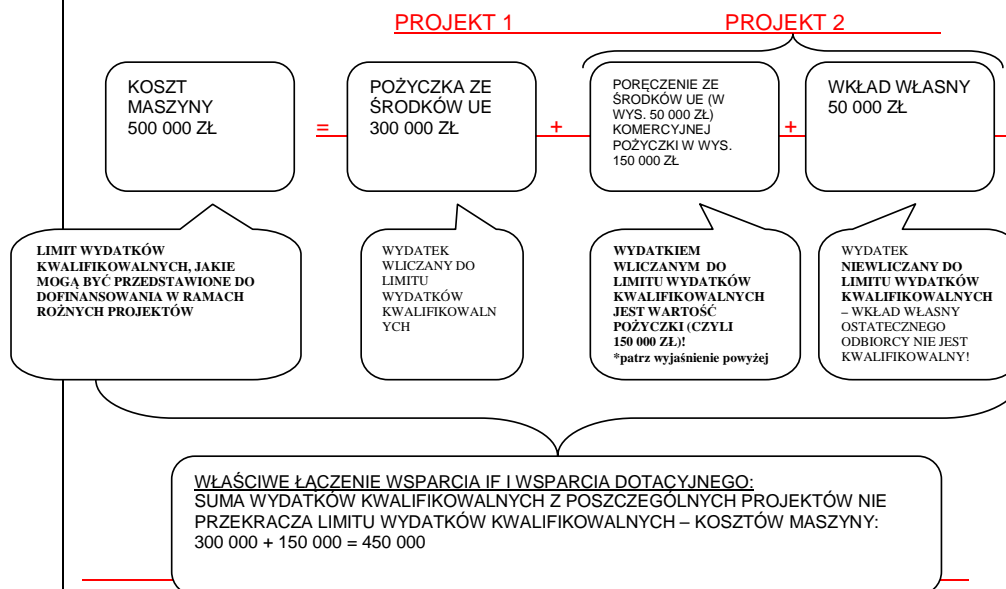 PROJEKT 1
PROJEKT 2
KOSZT
MASZYNY
500 000 ZŁ
=
POŻYCZKA ZE
ŚRODKÓW UE
300 000 ZŁ
+
PORĘCZENIE ZE
ŚRODKÓW UE (W
WYS. 50 000 ZŁ)
KOMERCYJNEJ
POŻYCZKI W WYS.
150 000 ZŁ
+
WKŁAD WŁASNY
50 000 ZŁ
LIMIT WYDATKÓW
KWALIFIKOWALNYCH, JAKIE
MOGĄ BYĆ PRZEDSTAWIONE DO
DOFINANSOWANIA W RAMACH
ROŻNYCH PROJEKTÓW
WYDATEK
WLICZANY DO
LIMITU
WYDATKÓW
KWALIFIKOWALN
YCH
WYDATKIEM
WLICZANYM DO
LIMITU WYDATKÓW
KWALIFIKOWALNYCH
JEST WARTOŚĆ
POŻYCZKI (CZYLI
150 000 ZŁ)!
*patrz wyjaśnienie powyżej
WYDATEK
NIEWLICZANY DO
LIMITU WYDATKÓW
KWALIFIKOWALNYCH
– WKŁAD WŁASNY
OSTATECZNEGO
ODBIORCY NIE JEST
KWALIFIKOWALNY!
WŁAŚCIWE ŁĄCZENIE WSPARCIA IF I WSPARCIA DOTACYJNEGO:
SUMA WYDATKÓW KWALIFIKOWALNYCH Z POSZCZEGÓLNYCH PROJEKTÓW NIE
PRZEKRACZA LIMITU WYDATKÓW KWALIFIKOWALNYCH – KOSZTÓW MASZYNY:
300 000 + 150 000 = 450 000